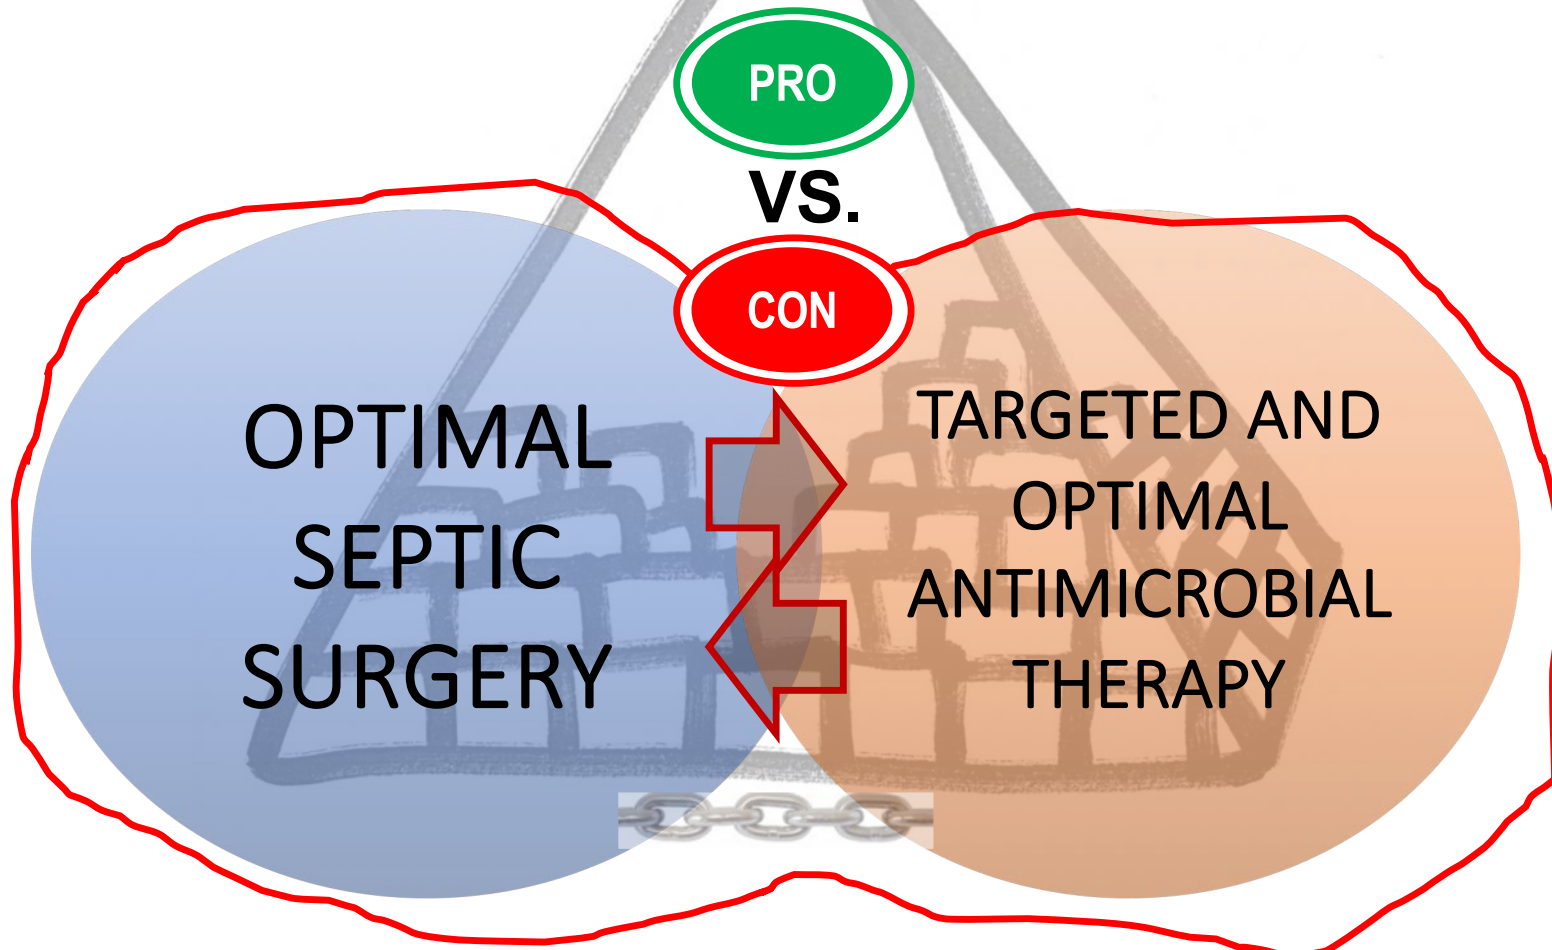 PRO
VS.
CON
OPTIMAL
SEPTIC
SURGERY
TARGETED AND
OPTIMAL
ANTIMICROBIAL
THERAPY